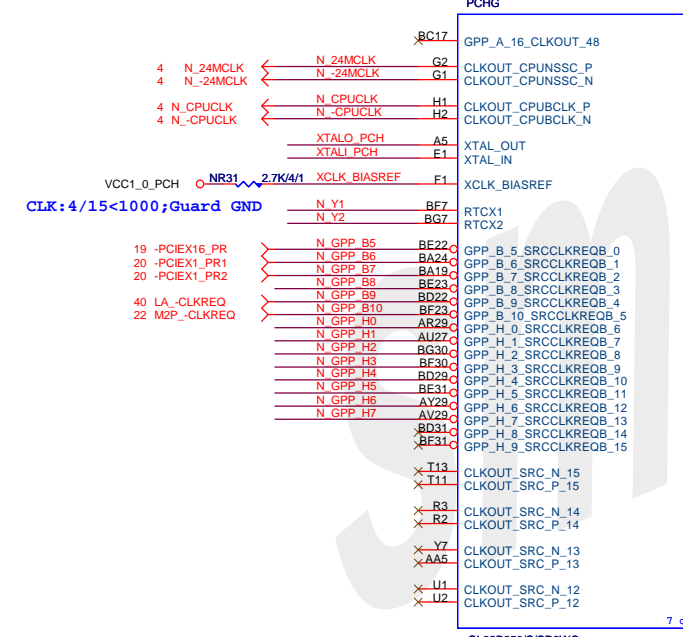 PCHG
BC17 GPP_A_16_CLKOUT_48
4 N_24MCLK N_24MCLK G2 CLKOUT_CPUNSSC_P
4 N_-24MCLK N_-24MCLK G1 CLKOUT_CPUNSSC_N
4 N_CPUCLK N_CPUCLK H1 CLKOUT_CPUBCLK_P
4 N_-CPUCLK N_-CPUCLK H2 CLKOUT_CPUBCLK_N
XTALO_PCH A5 XTAL_OUT
XTALI_PCH E1 XTAL_IN
VCC1_0_PCH NR31 2.7K/4/1 XCLK_BIASREF F1 XCLK_BIASREF
CLK:4/15<1000;Guard GND
N_Y1 BF7 RTCX1
N_Y2 BG7 RTCX2
19 -PCIEX16_PR N_GPP_B5 BE22 GPP_B_5_SRCCLKREQB_0
20 -PCIEX1_PR1 N_GPP_B6 BA24 GPP_B_6_SRCCLKREQB_1
20 -PCIEX1_PR2 N_GPP_B7 BA19 GPP_B_7_SRCCLKREQB_2
N_GPP_B8 BE23 GPP_B_8_SRCCLKREQB_3
40 LA_-CLKREQ N_GPP_B9 BD22 GPP_B_9_SRCCLKREQB_4
22 M2P_-CLKREQ N_GPP_B10 BF23 GPP_B_10_SRCCLKREQB_5
N_GPP_H0 AR29 GPP_H_0_SRCCLKREQB_6
N_GPP_H1 AU27 GPP_H_1_SRCCLKREQB_7
N_GPP_H2 BG30 GPP_H_2_SRCCLKREQB_8
N_GPP_H3 BF30 GPP_H_3_SRCCLKREQB_9
N_GPP_H4 BD29 GPP_H_4_SRCCLKREQB_10
N_GPP_H5 BE31 GPP_H_5_SRCCLKREQB_11
N_GPP_H6 AY29 GPP_H_6_SRCCLKREQB_12
N_GPP_H7 AV29 GPP_H_7_SRCCLKREQB_13
BD31 GPP_H_8_SRCCLKREQB_14
BF31 GPP_H_9_SRCCLKREQB_15
T13 CLKOUT_SRC_N_15
T11 CLKOUT_SRC_P_15
R3 CLKOUT_SRC_N_14
R2 CLKOUT_SRC_P_14
Y7 CLKOUT_SRC_N_13
AA5 CLKOUT_SRC_P_13
U1 CLKOUT_SRC_N_12
U2 CLKOUT_SRC_P_12
7
sm